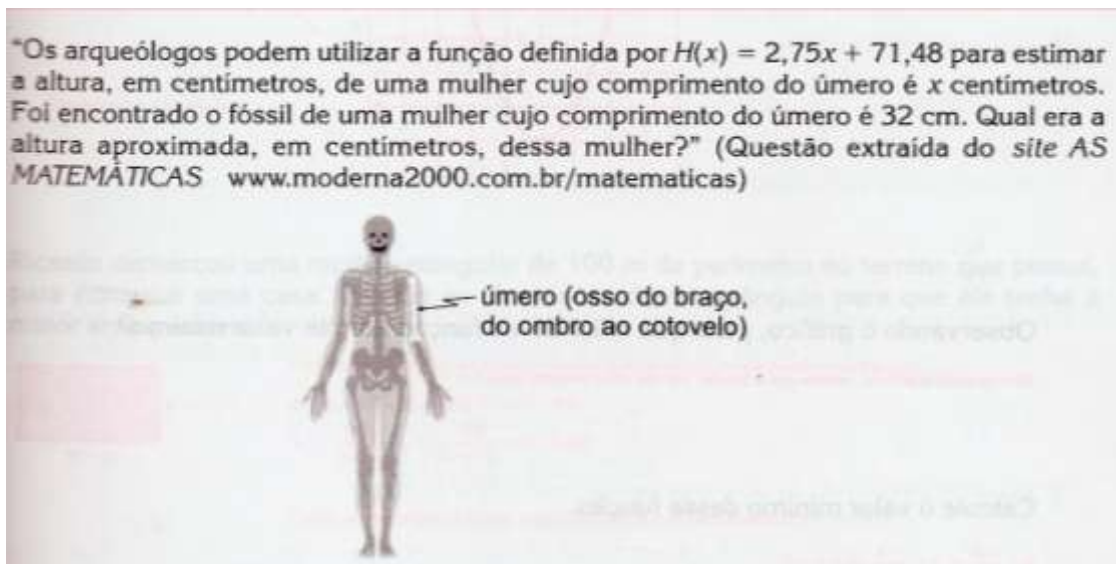 "Os arqueólogos podem utilizar a função definida por H(x) = 2,75x + 71,48 para estimar
a altura, em centímetros, de uma mulher cujo comprimento do úmero é x centímetros.
Foi encontrado o fóssil de uma mulher cujo comprimento do úmero é 32 cm. Qual era a
altura aproximada, em centímetros, dessa mulher?" (Questão extraída do site AS
MATEMÁTICAS www.moderna2000.com.br/matematicas)
úmero (osso do braço,
do ombro ao cotovelo)